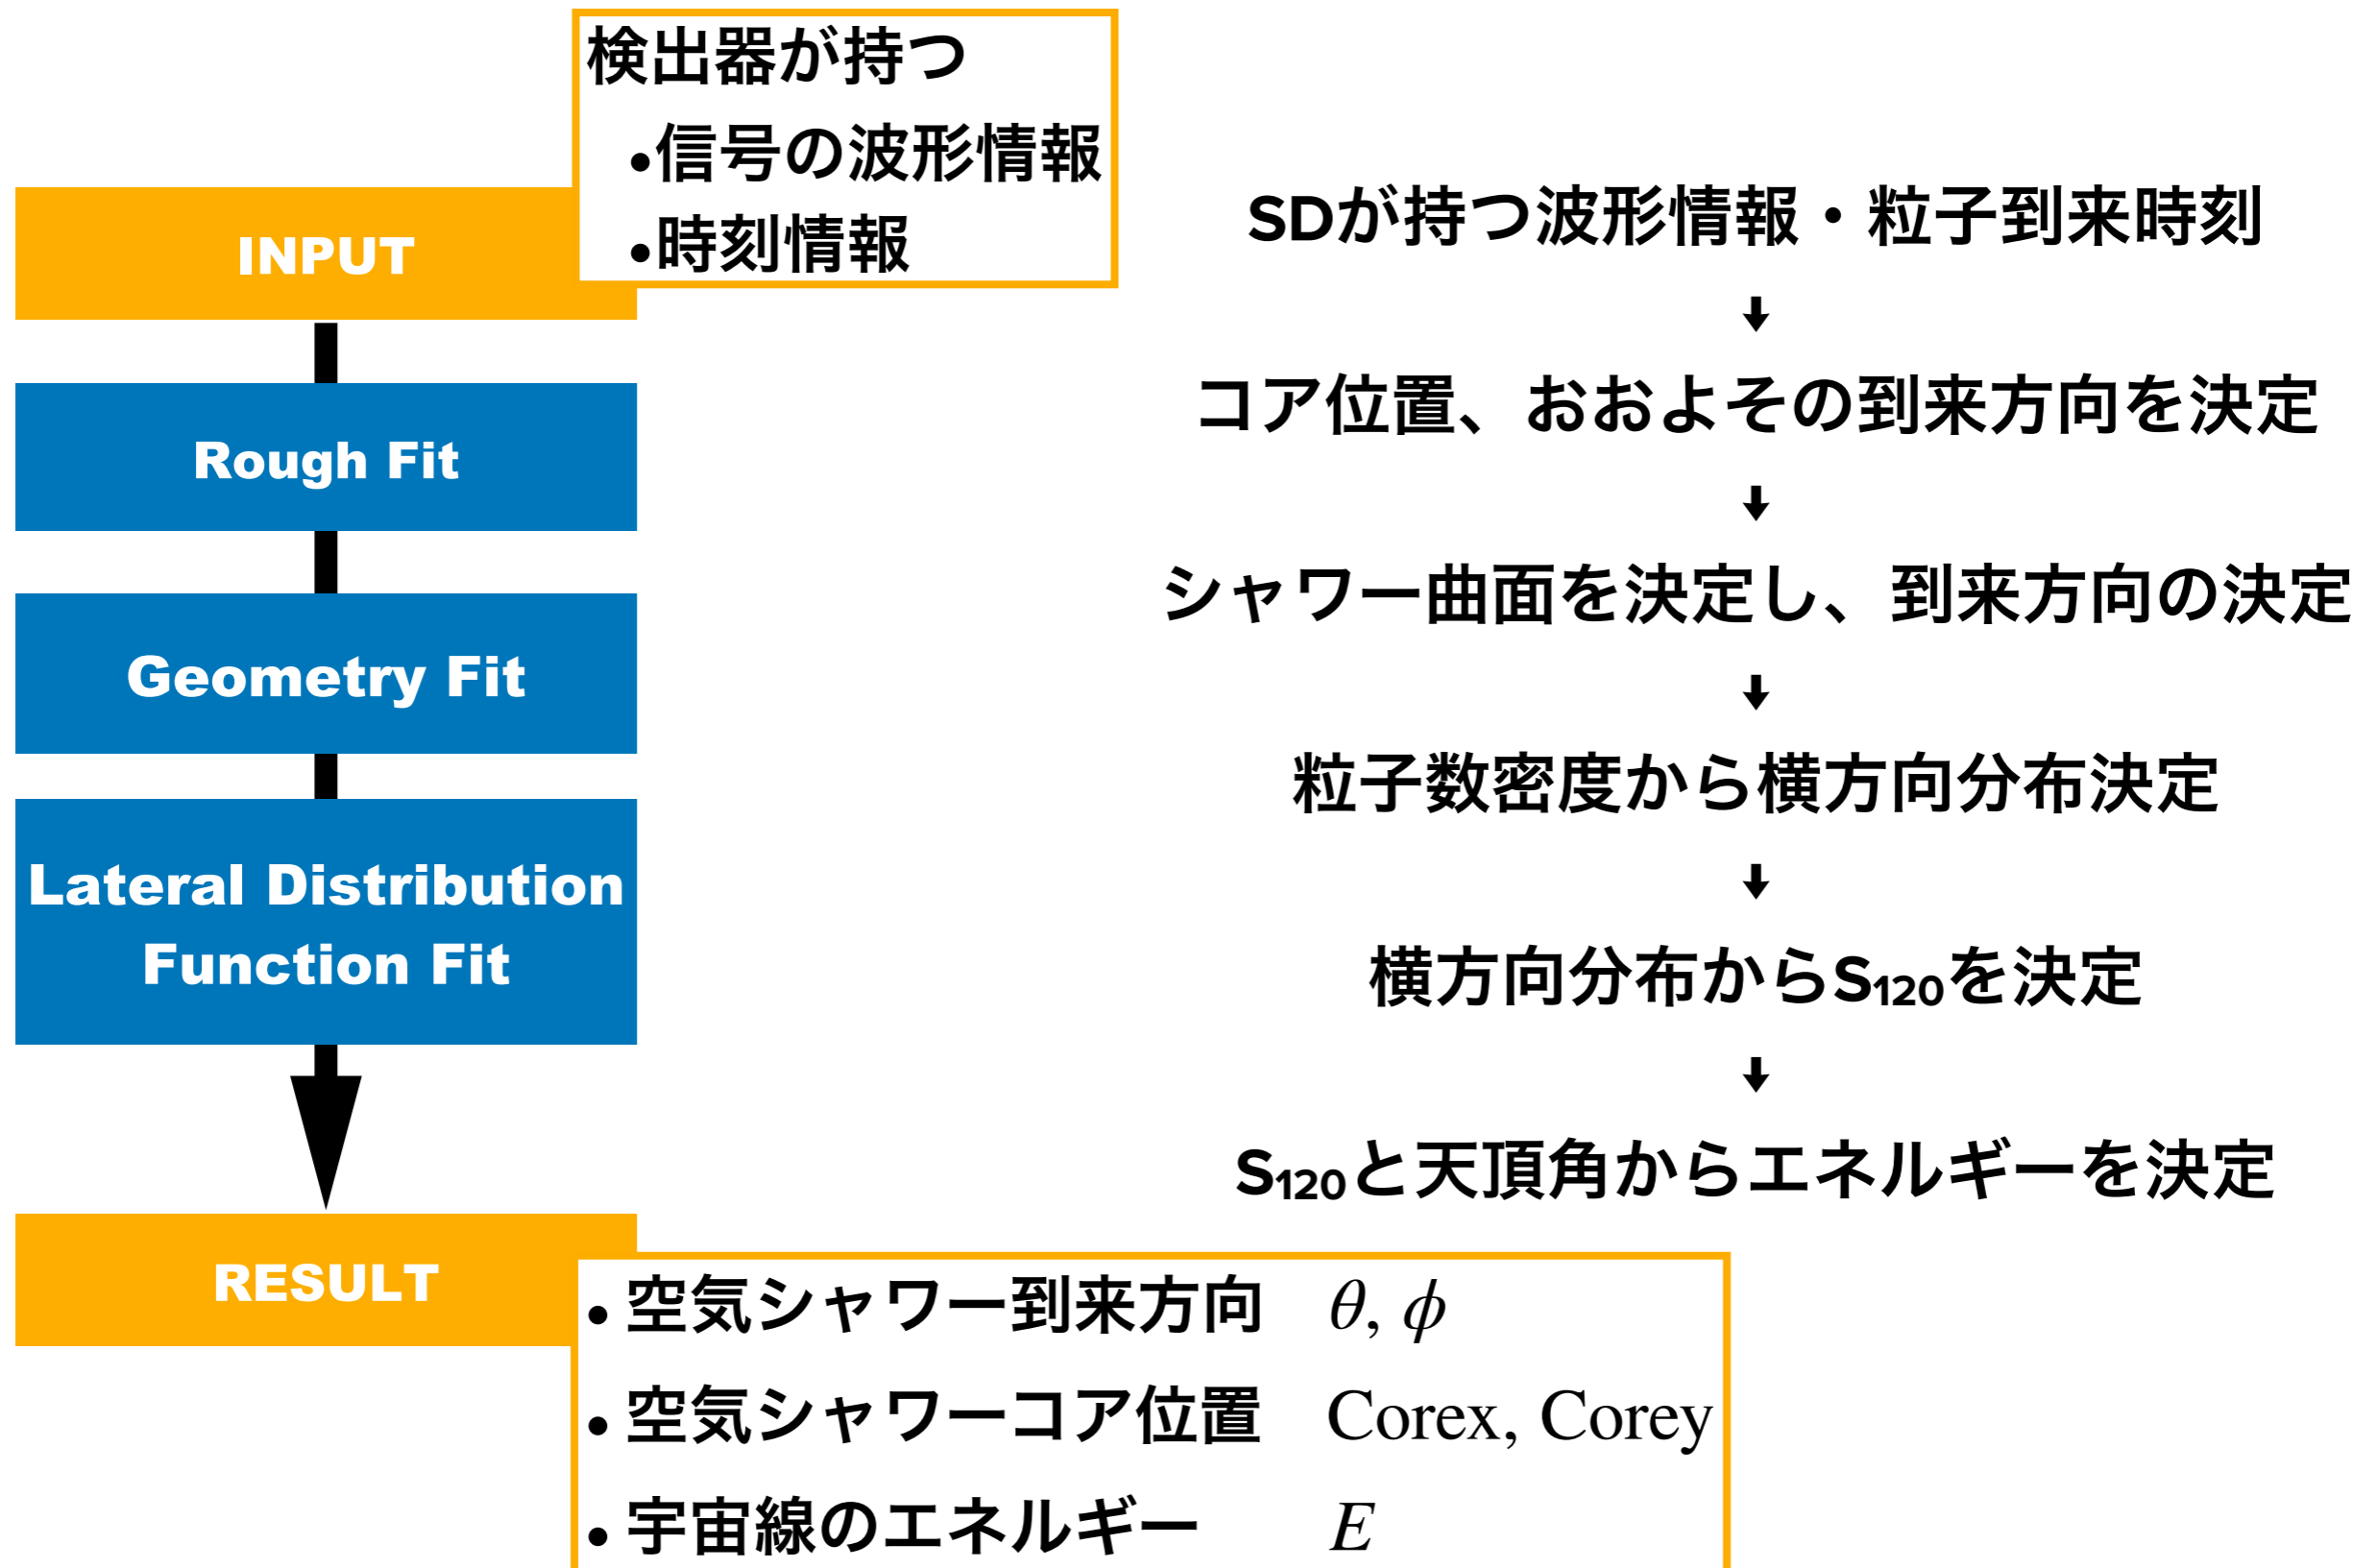 検出器が持つ
•信号の波形情報
•時刻情報
INPUT
Rough Fit
Geometry Fit
Lateral Distribution
Function Fit
RESULT
SDが持つ波形情報・粒子到来時刻
コア位置、おおよその到来方向を決定
シャワー曲面を決定し、到来方向の決定
粒子数密度から横方向分布決定
横方向分布からS₁₂₀を決定
S₁₂₀と天頂角からエネルギーを決定
• 空気シャワー到来方向 θ, ϕ
• 空気シャワーコア位置 Corex, Corey
• 宇宙線のエネルギー E